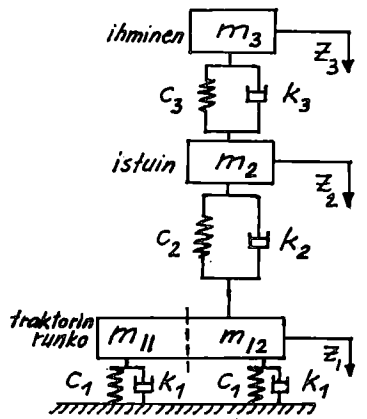 ihminen m3
z3
c3 k3
istuin m2
z2
c2 k2
traktorin
runko
m11 m12
z1
c1 k1 c1 k1